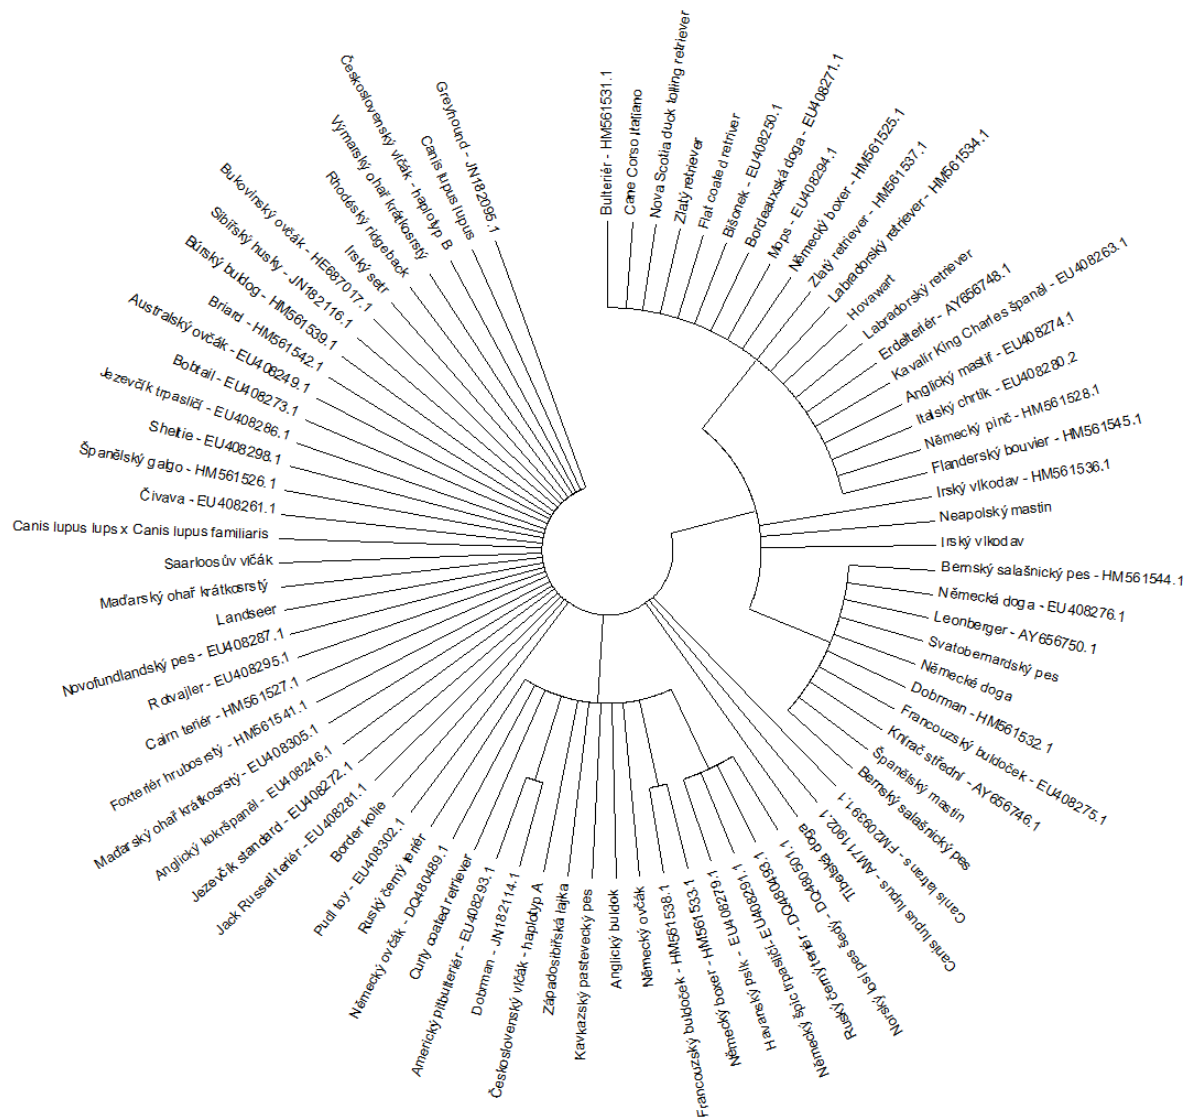 Bulteriér - HM561531.1
Cane Corso Italiano
Nova Scotia duck tolling retriever
Zlatý retriever
Flat coated retriver
Bišonek - EU408250.1
Bordeauxská doga - EU408271.1
Mops - EU408294.1
Německý boxer - HM561525.1
Zlatý retriever - HM561537.1
Labradorský retriever - HM561534.1
Hovawart
Labradorský retriever
Erdelteriér - AY656748.1
Kavalír King Charles španěl - EU408263.1
Anglický mastif - EU408274.1
Italský chrtík - EU408280.2
Německý pinč - HM561528.1
Flanderský bouvier - HM561545.1
Irský vlkodav - HM561536.1
Neapolský mastin
Irský vlkodav
Bernský salašnický pes - HM561544.1
Německá doga - EU408276.1
Leonberger - AY656750.1
Svatobernardský pes
Německé doga
Dobrman - HM561532.1
Francouzský buldoček - EU408275.1
Knírač střední - AY656746.1
Španělský mastin
Bernský salašnický pes
Canis latrans - FM209391.1
Canis lupus lupus - AM711902.1
Tibetská doga
Norský losí pes šedý - DQ480501.1
Ruský černý teriér - DQ480493.1
Německý špic trpasličí - EU408291.1
Havanský psík - EU408279.1
Německý boxer - HM561533.1
Francouzský buldoček - HM561538.1
Německý ovčák
Anglický buldok
Kavkazský pastevecký pes
Západosibiřská lajka
Československý vlčák - haplotyp A
Dobrman - JN182114.1
Americký pitbulteriér - EU408293.1
Curly coated retriever
Německý ovčák - DQ480489.1
Ruský černý teriér
Pudl toy - EU408302.1
Border kolie
Jack Russell teriér - EU408281.1
Jezevčík standard - EU408272.1
Anglický kokršpaněl - EU408246.1
Maďarský ohař krátkosrstý - EU408305.1
Foxteriér hrubosrstý - HM561541.1
Cairn teriér - HM561527.1
Rotvajler - EU408295.1
Novofundlandský pes - EU408287.1
Landseer
Maďarský ohař krátkosrstý
Saarloosův vlčák
Canis lupus lups x Canis lupus familiaris
Čivava - EU408261.1
Španělský galgo - HM561526.1
Sheltie - EU408298.1
Jezevčík trpasličí - EU408286.1
Bobtail - EU408273.1
Australský ovčák - EU408249.1
Briard - HM561542.1
Búrský buldog - HM561539.1
Sibiřský husky - JN182116.1
Bukovinský ovčák - HE687017.1
Irský setr
Rhodéský ridgeback
Výmarský ohař krátkosrstý
Československý vlčák - haplotyp B
Canis lupus lupus
Greyhound - JN182095.1